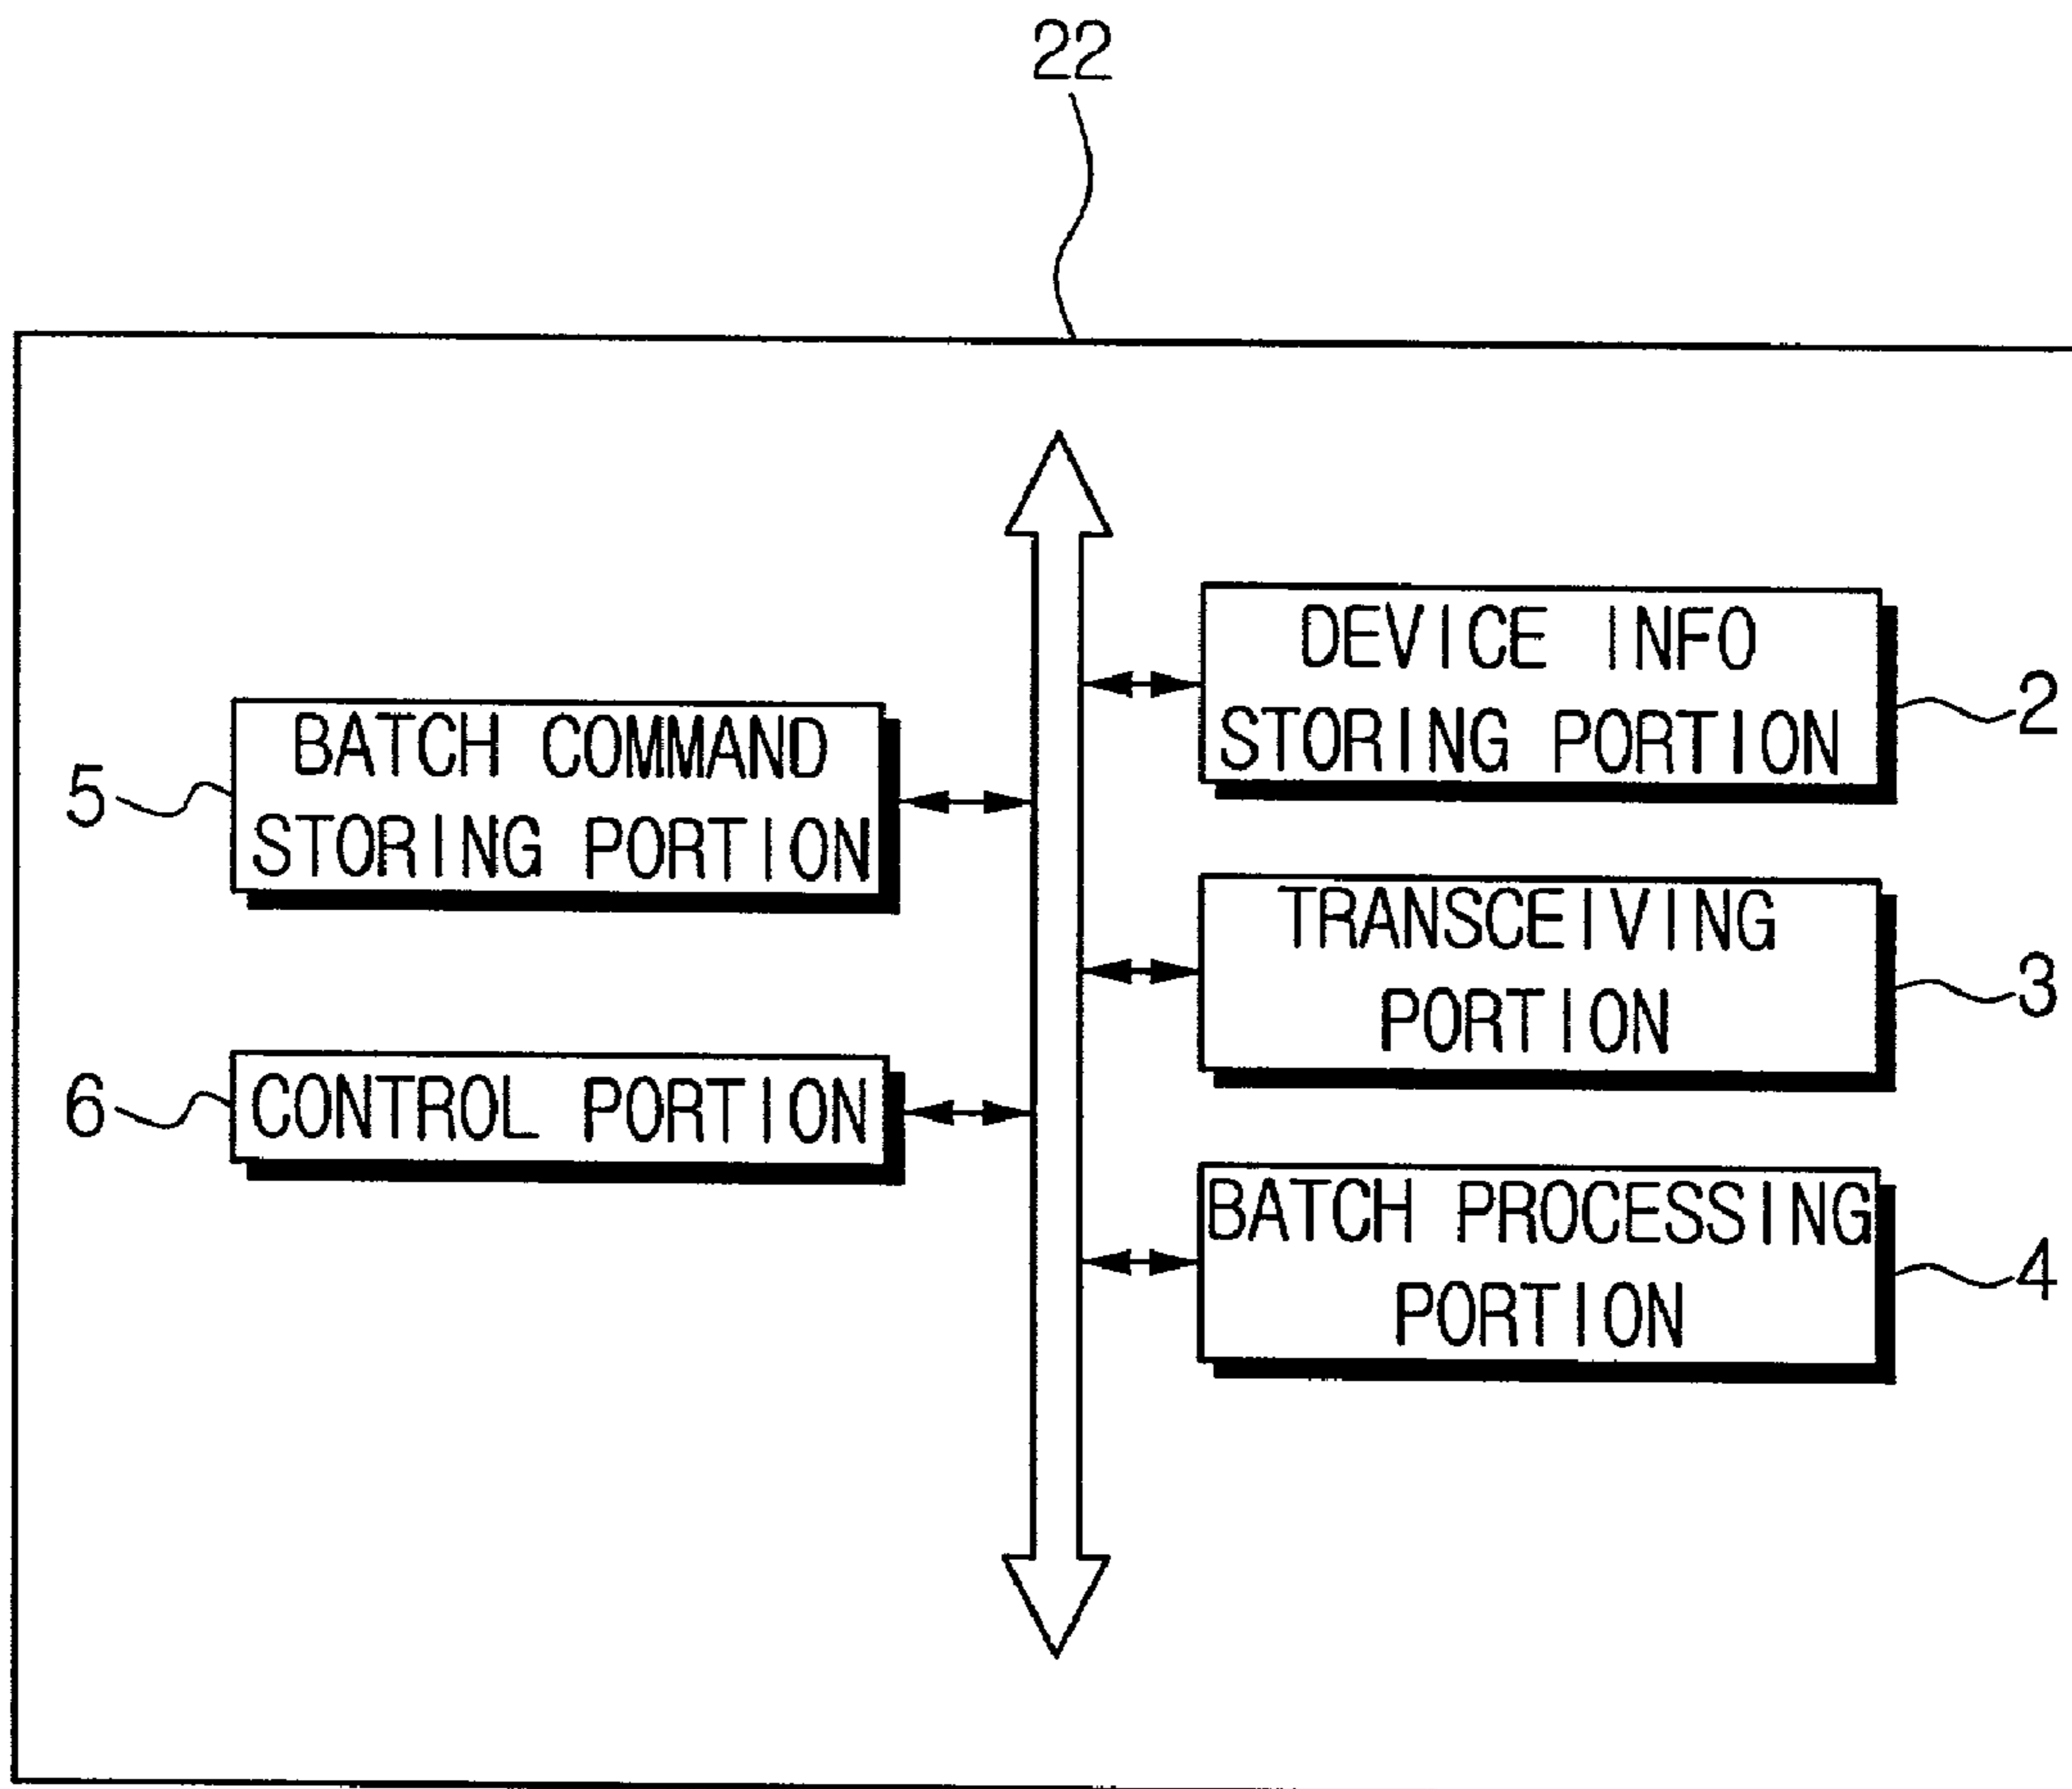 22
DEVICE INFO
STORING PORTION
2
BATCH COMMAND
STORING PORTION
5
TRANSCEIVING
PORTION
3
CONTROL PORTION
6
BATCH PROCESSING
PORTION
4